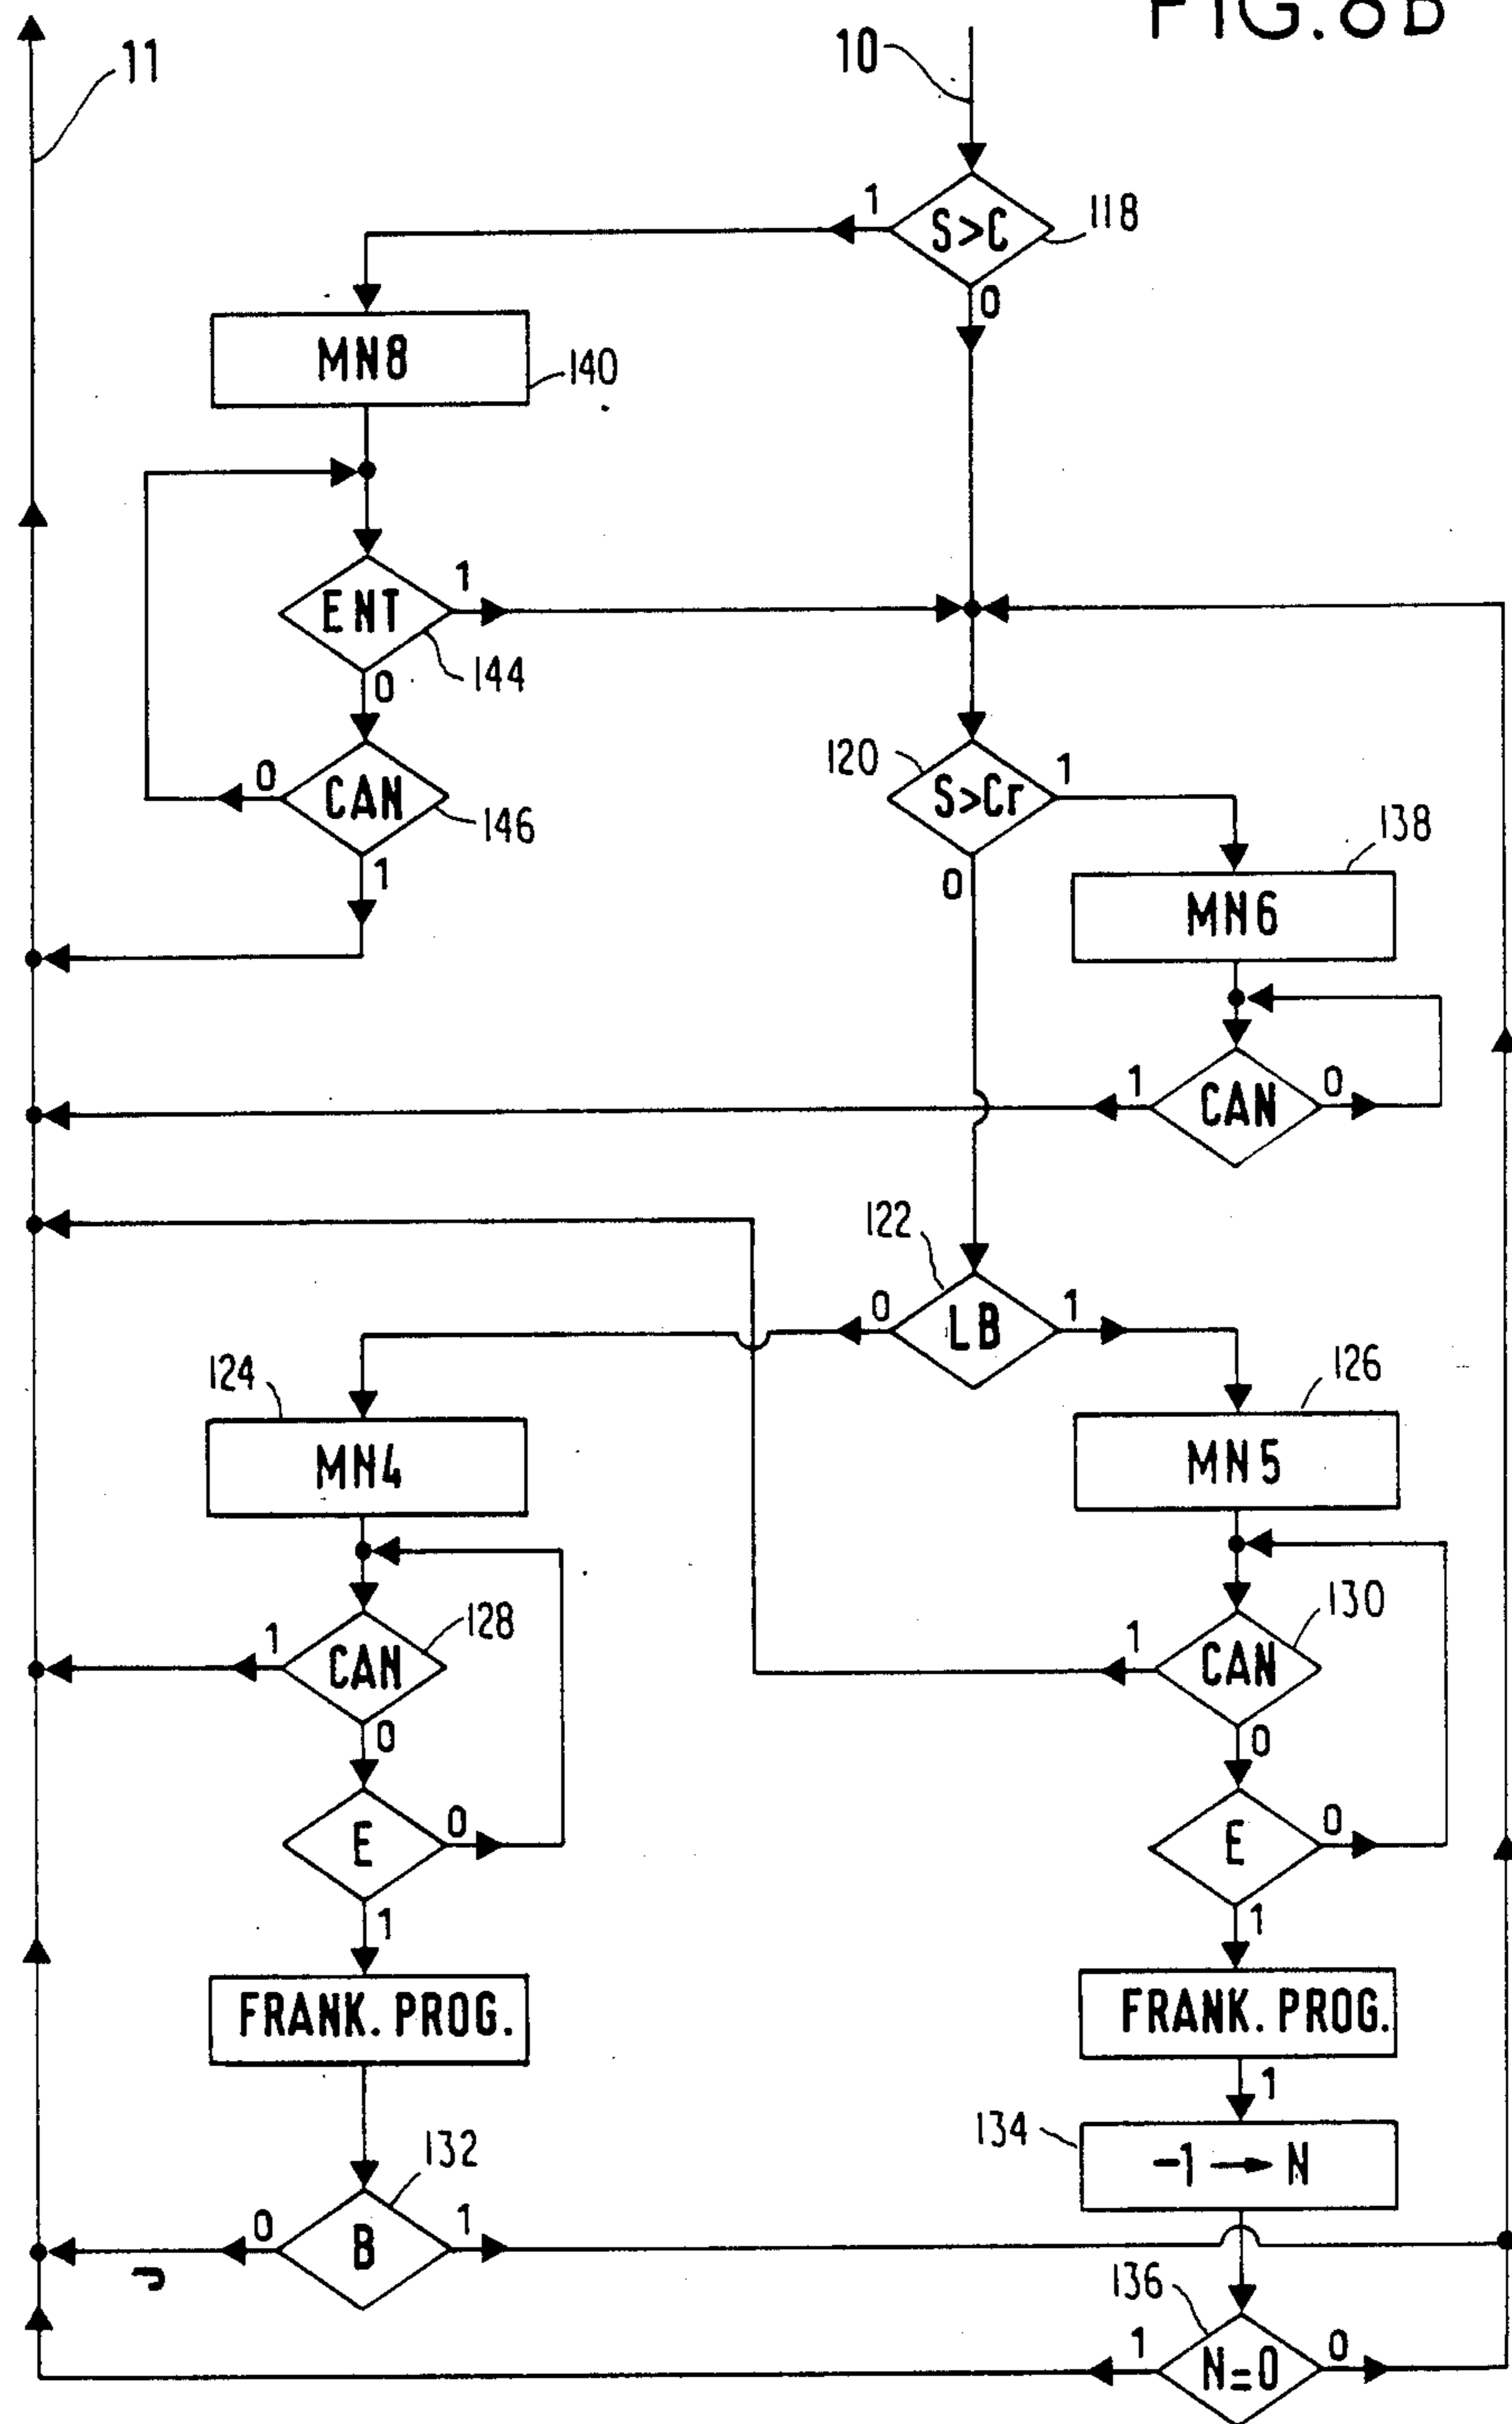 FIG. 8B
11
10
1
S>C
118
0
MN8
140
ENT
1
144
0
0
CAN
146
1
120
S>Cr
1
0
138
MN6
1
CAN
0
122
0
LB
1
124
MN4
126
MN5
1
CAN
128
0
1
CAN
130
0
E
0
1
E
0
1
FRANK. PROG.
FRANK. PROG.
1
134
-1 → N
132
0
B
1
136
1
N=0
0